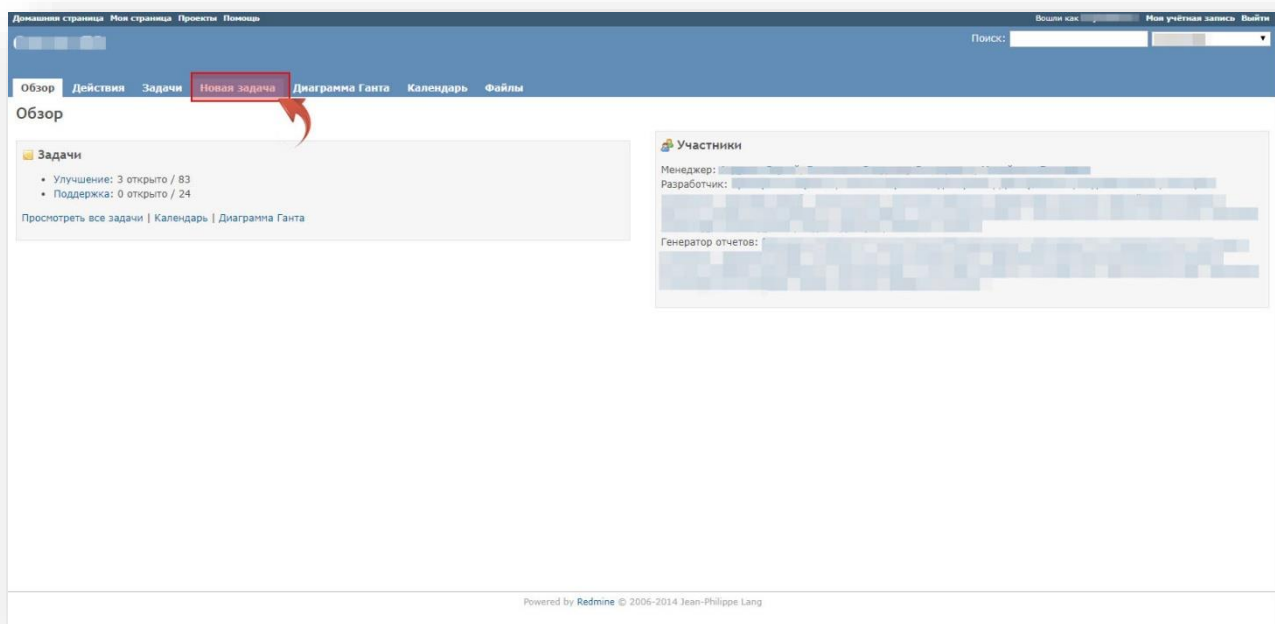 Домашняя страница Моя страница Проекты Помощь
Вошли как Моя учётная запись Выйти
Поиск:
Обзор Действия Задачи Новая задача Диаграмма Ганта Календарь Файлы
Обзор
Задачи
• Улучшение: 3 открыто / 83
• Поддержка: 0 открыто / 24
Просмотреть все задачи | Календарь | Диаграмма Ганта
Участники
Менеджер:
Разработчик:
Генератор отчетов:
Powered by Redmine © 2006-2014 Jean-Philippe Lang